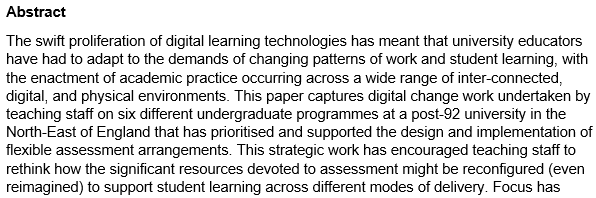 Abstract
The swift proliferation of digital learning technologies has meant that university educators
have had to adapt to the demands of changing patterns of work and student learning, with
the enactment of academic practice occurring across a wide range of inter-connected,
digital, and physical environments. This paper captures digital change work undertaken by
teaching staff on six different undergraduate programmes at a post-92 university in the
North-East of England that has prioritised and supported the design and implementation of
flexible assessment arrangements. This strategic work has encouraged teaching staff to
rethink how the significant resources devoted to assessment might be reconfigured (even
reimagined) to support student learning across different modes of delivery. Focus has